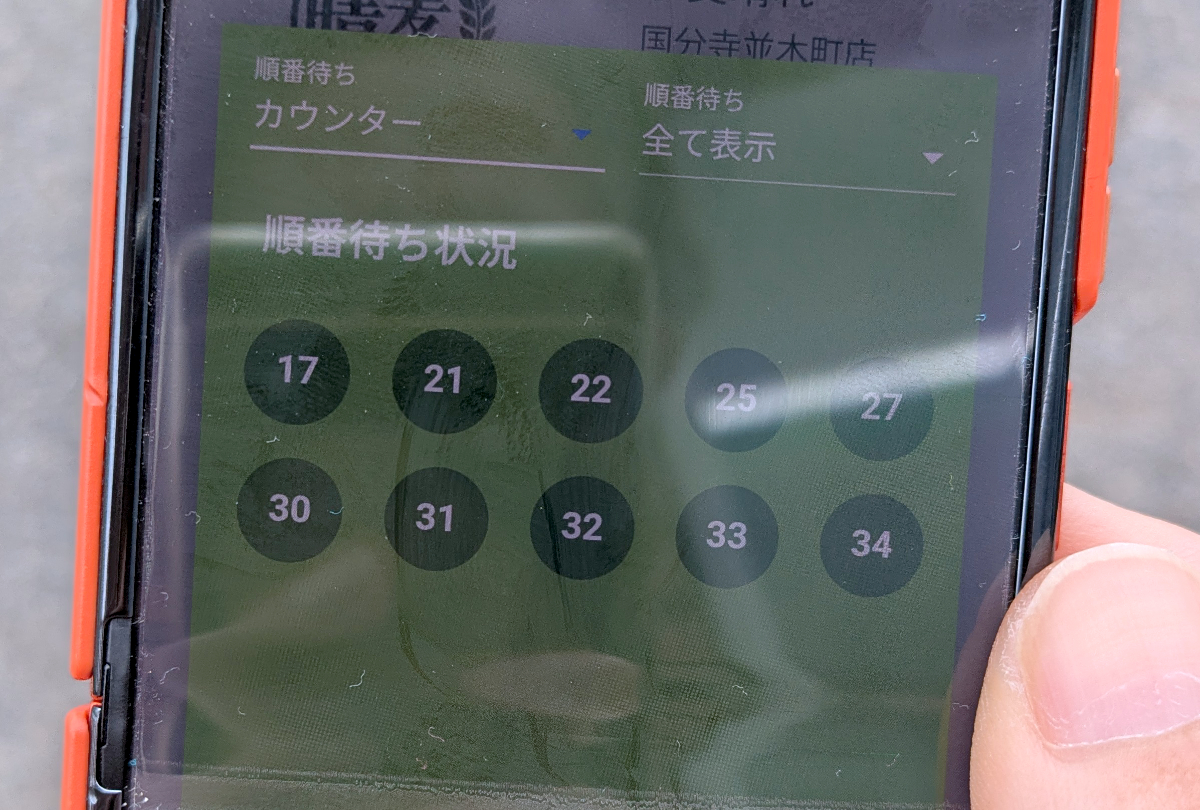 国分寺並木町店
順番待ち
カウンター
順番待ち
全て表示
順番待ち状況
17 21 22 25 27
30 31 32 33 34